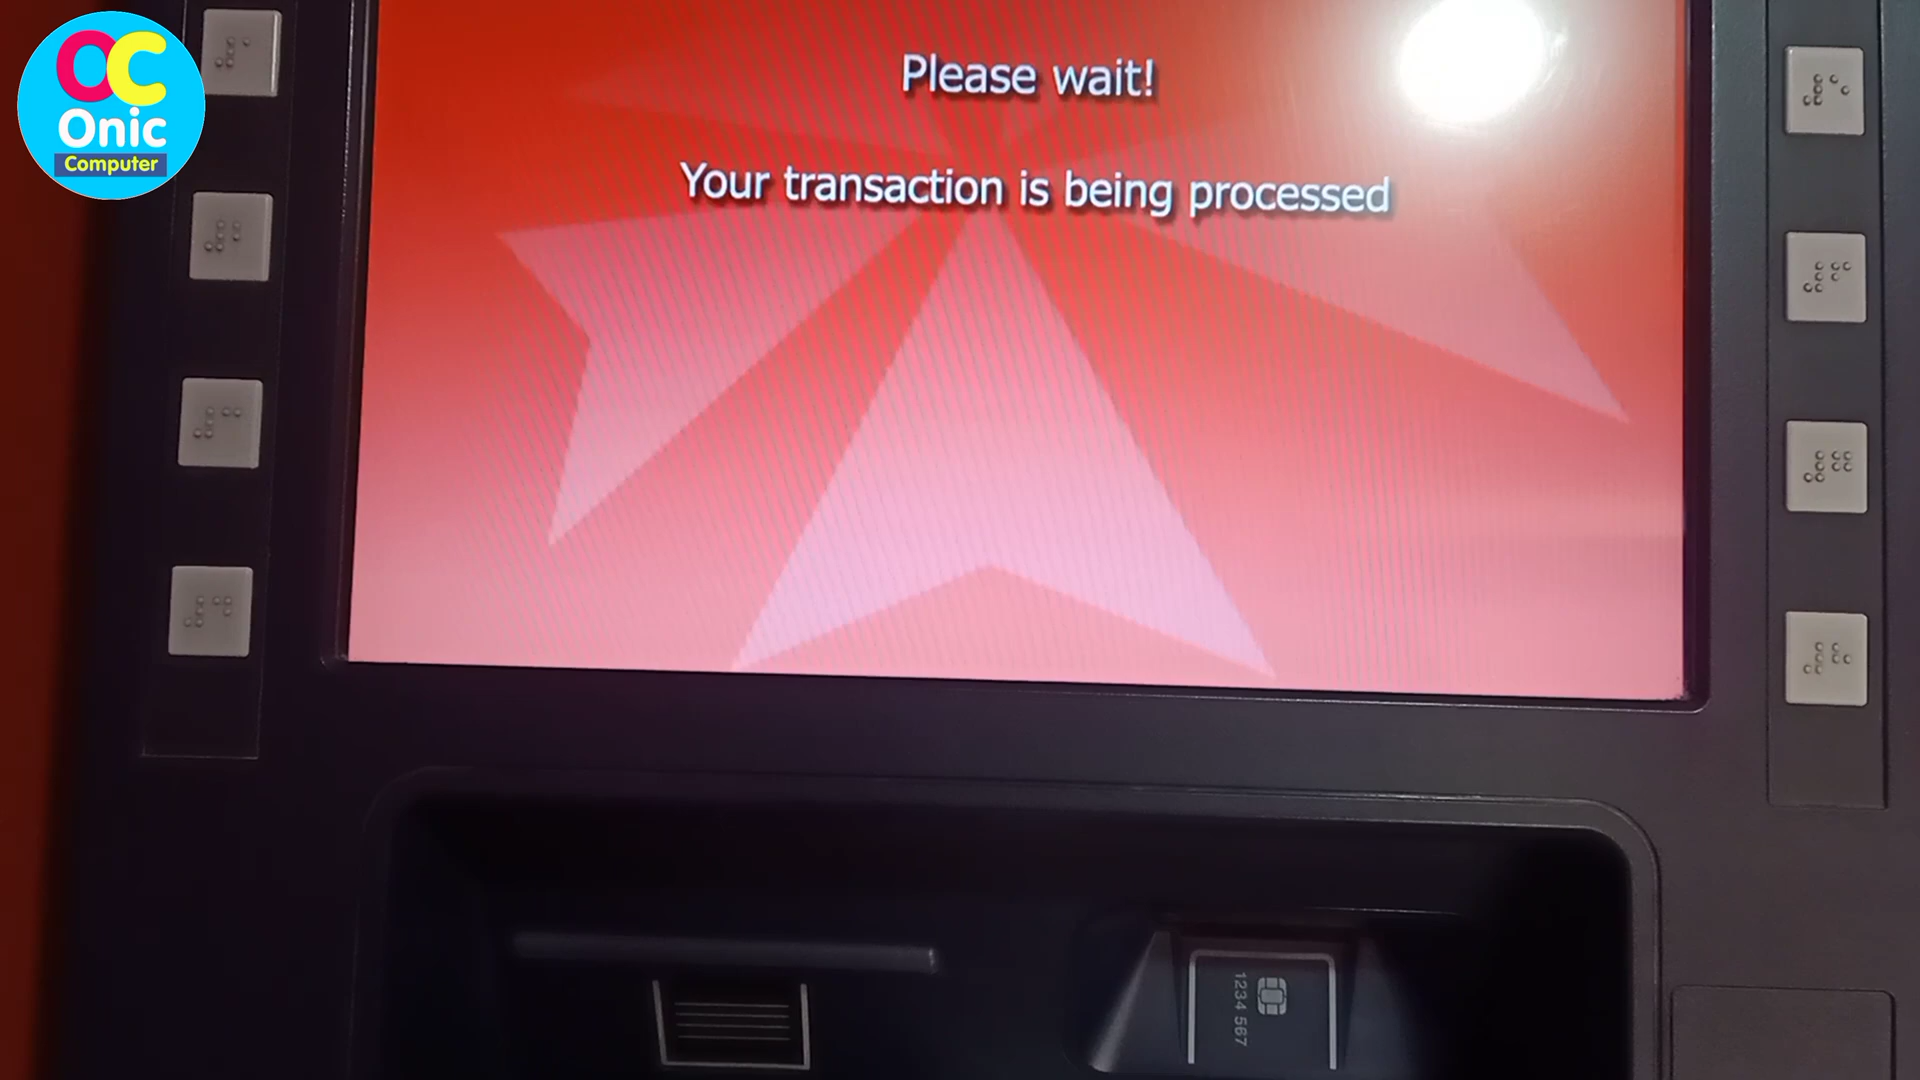 OC
Onic
Computer
Please wait!
Your transaction is being processed
1234 567